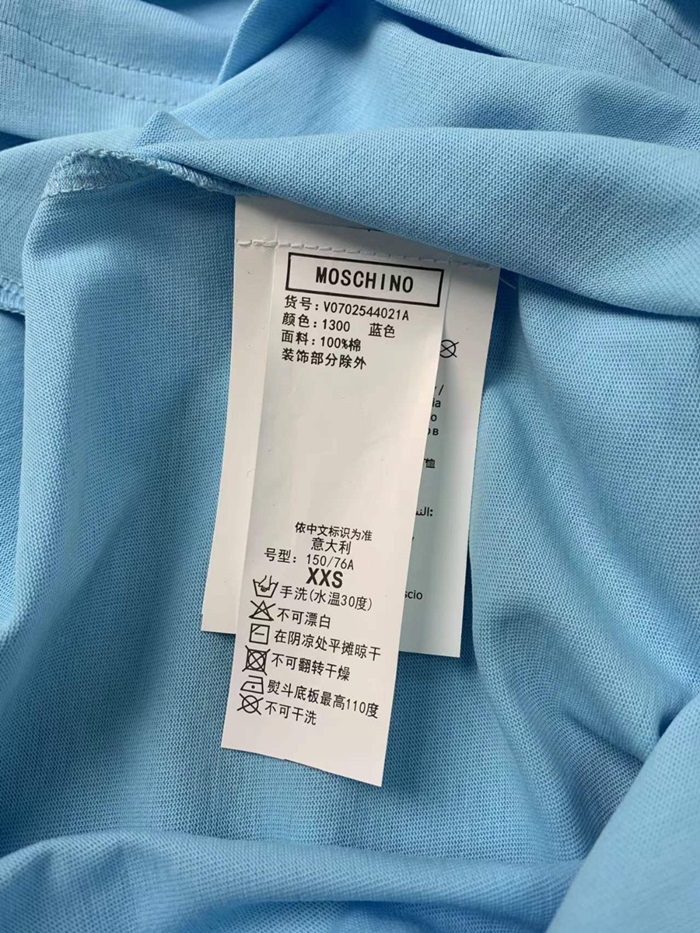 MOSCHINO
货号: V0702544021A
颜色: 1300 蓝色
面料: 100%棉
装饰部分除外
依中文标识为准
意大利
号型: 150/76A
XXS
手洗(水温30度)
不可漂白
在阴凉处平摊晾干
不可翻转干燥
熨斗底板最高110度
不可干洗